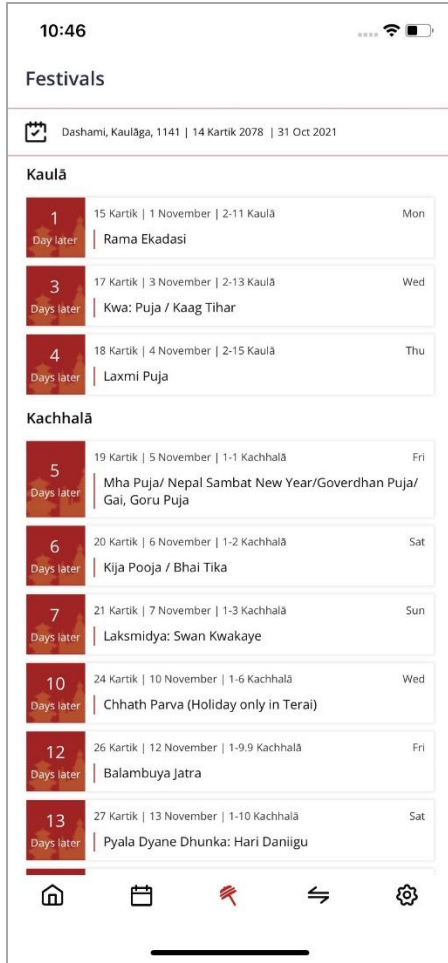 10:46
Festivals
Dashami, Kaulāga, 1141 | 14 Kartik 2078 | 31 Oct 2021
Kaulā
1
Day later
15 Kartik | 1 November | 2-11 Kaulā
Mon
Rama Ekadasi
3
Days later
17 Kartik | 3 November | 2-13 Kaulā
Wed
Kwa: Puja / Kaag Tihar
4
Days later
18 Kartik | 4 November | 2-15 Kaulā
Thu
Laxmi Puja
Kachhalā
5
Days later
19 Kartik | 5 November | 1-1 Kachhalā
Fri
Mha Puja/ Nepal Sambat New Year/Goverdhan Puja/
Gai, Goru Puja
6
Days later
20 Kartik | 6 November | 1-2 Kachhalā
Sat
Kija Pooja / Bhai Tika
7
Days later
21 Kartik | 7 November | 1-3 Kachhalā
Sun
Laksmidya: Swan Kwakaye
10
Days later
24 Kartik | 10 November | 1-6 Kachhalā
Wed
Chhath Parva (Holiday only in Terai)
12
Days later
26 Kartik | 12 November | 1-9.9 Kachhalā
Fri
Balambuya Jatra
13
Days later
27 Kartik | 13 November | 1-10 Kachhalā
Sat
Pyala Dyane Dhunka: Hari Daniigu